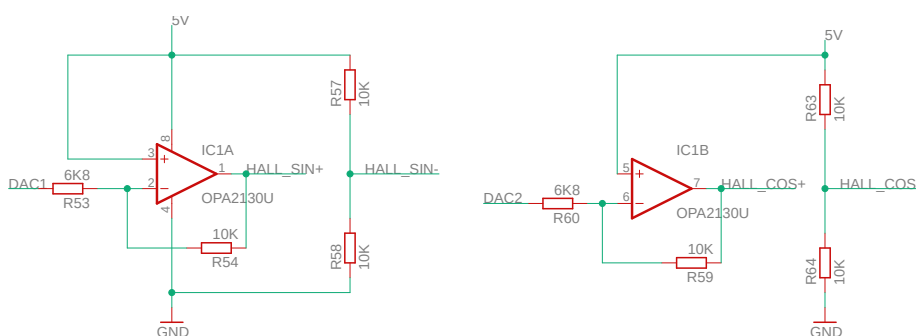 5V
R57
10K
8
IC1A
3
1
HALL_SIN+
HALL_SIN-
DAC1
6K8
R53
2
4
OPA2130U
10K
R54
R58
10K
GND
5V
R63
10K
IC1B
5
7
HALL_COS+
HALL_COS
DAC2
6K8
R60
6
OPA2130U
10K
R59
R64
10K
GND